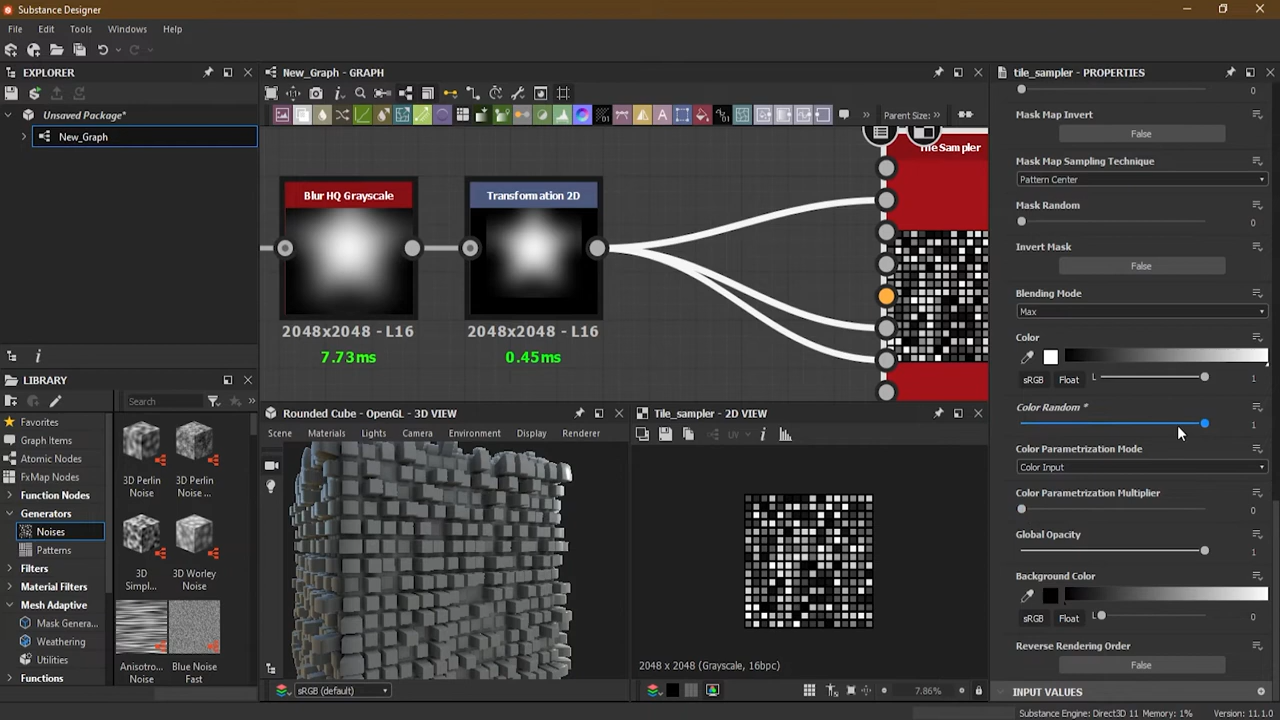 Substance Designer
File Edit Tools Windows Help
EXPLORER
Unsaved Package*
New_Graph
LIBRARY
Search
Favorites
Graph Items
Atomic Nodes
FxMap Nodes
Function Nodes
Generators
Noises
Patterns
Filters
Material Filters
Mesh Adaptive
Mask Genera...
Weathering
Utilities
Functions
3D Perlin Noise
3D Perlin Noise ...
3D Simpl...
3D Worley Noise
Anisotro... Noise
Blue Noise Fast
New_Graph - GRAPH
Parent Size:
Blur HQ Grayscale
2048x2048 - L16
7.73ms
Transformation 2D
2048x2048 - L16
0.45ms
Tile Sampler
Rounded Cube - OpenGL - 3D VIEW
Scene Materials Lights Camera Environment Display Renderer
sRGB (default)
Tile_sampler - 2D VIEW
UV
2048 x 2048 (Grayscale, 16bpc)
7.86%
tile_sampler - PROPERTIES
0
Mask Map Invert
False
Mask Map Sampling Technique
Pattern Center
Mask Random
0
Invert Mask
False
Blending Mode
Max
Color
sRGB Float L 1
Color Random *
1
Color Parametrization Mode
Color Input
Color Parametrization Multiplier
0
Global Opacity
1
Background Color
sRGB Float L 0
Reverse Rendering Order
False
INPUT VALUES
Substance Engine: Direct3D 11 Memory: 1% Version: 11.1.0